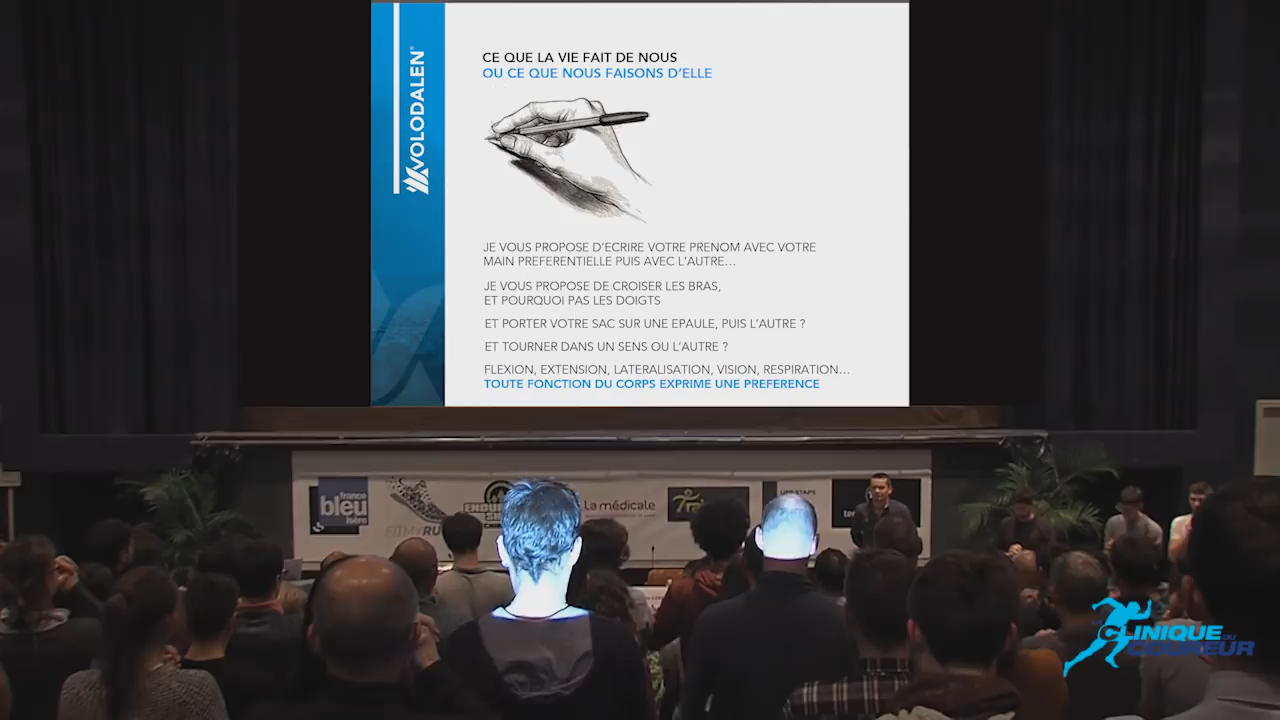 VOLODALEN®
CE QUE LA VIE FAIT DE NOUS
OU CE QUE NOUS FAISONS D'ELLE
JE VOUS PROPOSE D'ECRIRE VOTRE PRENOM AVEC VOTRE
MAIN PREFERENTIELLE PUIS AVEC L'AUTRE...
JE VOUS PROPOSE DE CROISER LES BRAS,
ET POURQUOI PAS LES DOIGTS
ET PORTER VOTRE SAC SUR UNE EPAULE, PUIS L'AUTRE ?
ET TOURNER DANS UN SENS OU L'AUTRE ?
FLEXION, EXTENSION, LATERALISATION, VISION, RESPIRATION...
TOUTE FONCTION DU CORPS EXPRIME UNE PREFERENCE
france
bleu
isère
FITMYRU
La médicale
CLINIQUE DU
COUREUR